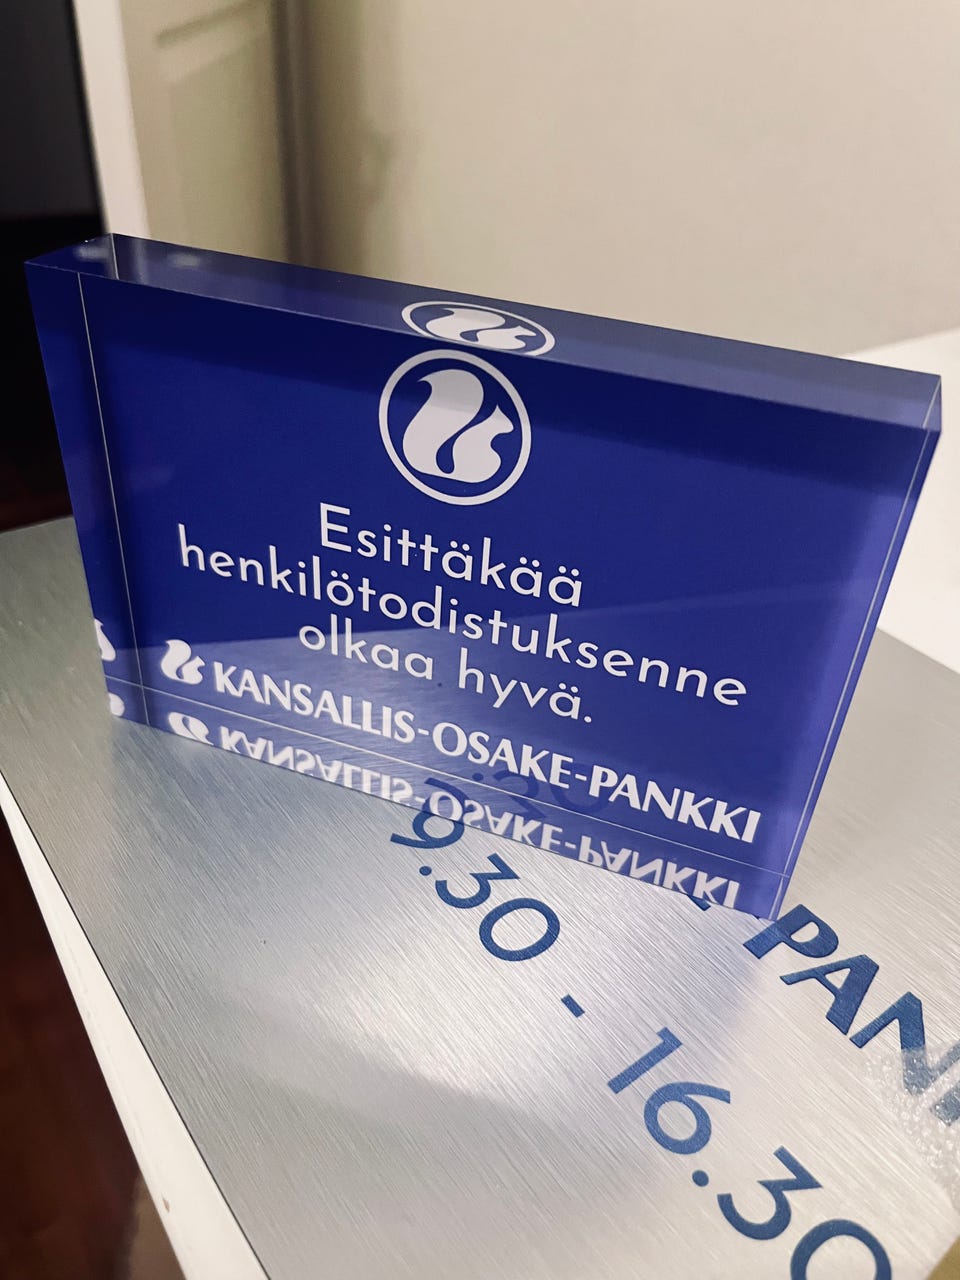 Esittäkää
henkilötodistuksenne
olkaa hyvä.
KANSALLIS-OSAKE-PANKKI
9.30 - 16.30